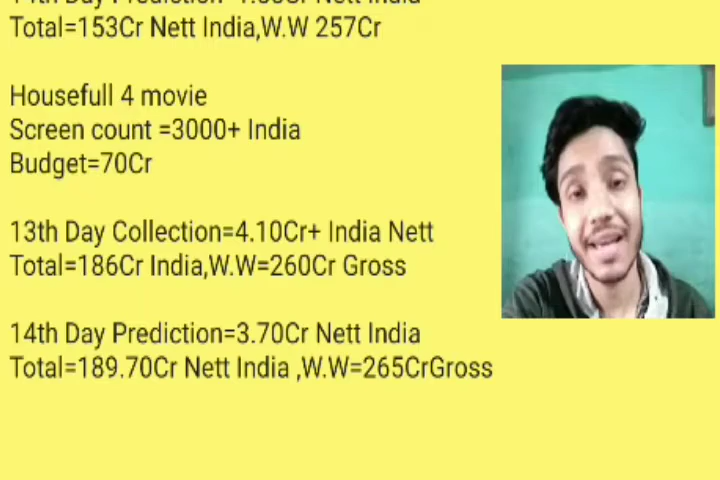 Total=153Cr Nett India,W.W 257Cr
Housefull 4 movie
Screen count =3000+ India
Budget=70Cr
13th Day Collection=4.10Cr+ India Nett
Total=186Cr India,W.W=260Cr Gross
14th Day Prediction=3.70Cr Nett India
Total=189.70Cr Nett India ,W.W=265CrGross